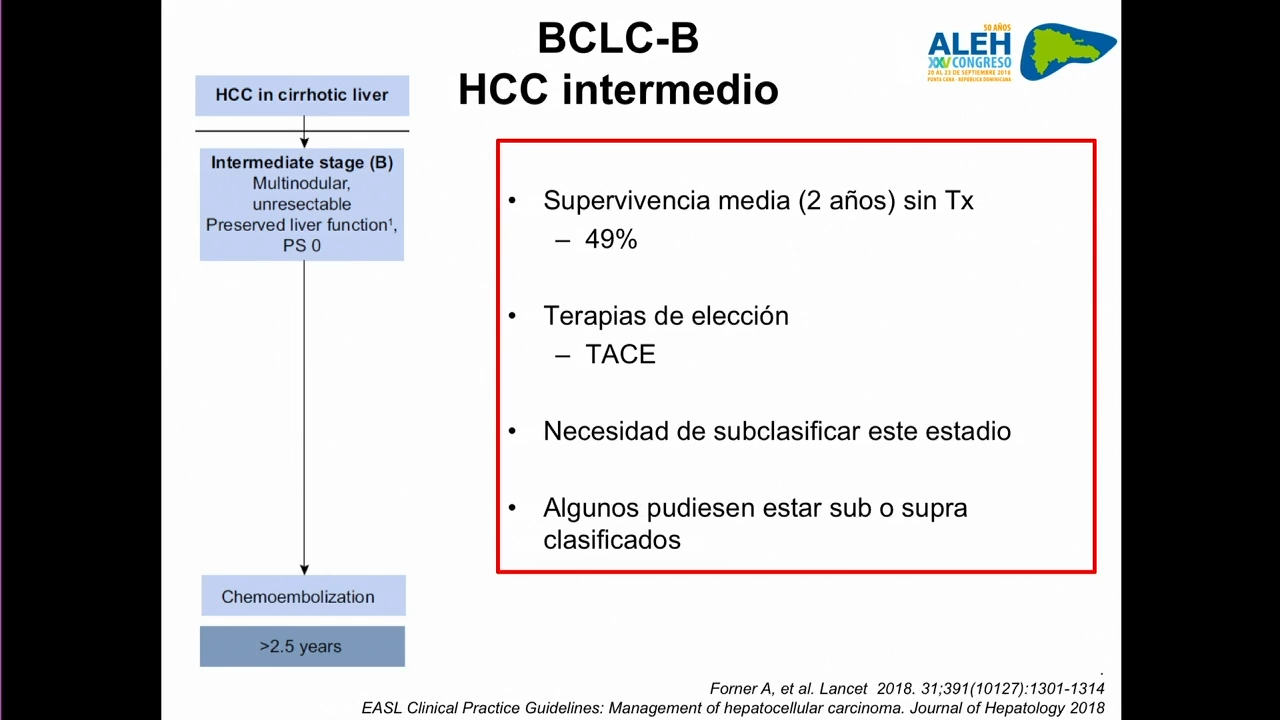 BCLC-B
HCC intermedio
50 AÑOS
ALEH
XXV CONGRESO
20 AL 23 DE SEPTIEMBRE 2018
PUNTA CANA - REPÚBLICA DOMINICANA
HCC in cirrhotic liver
Intermediate stage (B)
Multinodular,
unresectable
Preserved liver function¹,
PS 0
Chemoembolization
>2.5 years
• Supervivencia media (2 años) sin Tx
– 49%
• Terapias de elección
– TACE
• Necesidad de subclasificar este estadio
• Algunos pudiesen estar sub o supra
clasificados
.
Forner A, et al. Lancet 2018. 31;391(10127):1301-1314
EASL Clinical Practice Guidelines: Management of hepatocellular carcinoma. Journal of Hepatology 2018